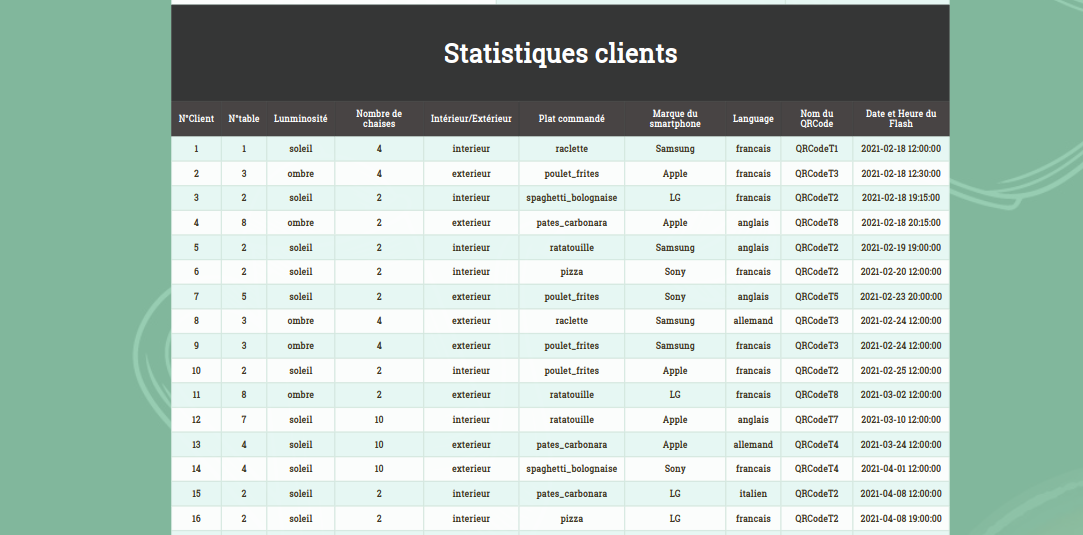 Statistiques clients
N°Client N°table Lunminosité Nombre de chaises Intérieur/Extérieur Plat commandé Marque du smartphone Language Nom du QRCode Date et Heure du Flash
1 1 soleil 4 interieur raclette Samsung francais QRCodeT1 2021-02-18 12:00:00
2 3 ombre 4 exterieur poulet_frites Apple francais QRCodeT3 2021-02-18 12:30:00
3 2 soleil 2 interieur spaghetti_bolognaise LG francais QRCodeT2 2021-02-18 19:15:00
4 8 ombre 2 exterieur pates_carbonara Apple anglais QRCodeT8 2021-02-18 20:15:00
5 2 soleil 2 interieur ratatouille Samsung anglais QRCodeT2 2021-02-19 19:00:00
6 2 soleil 2 interieur pizza Sony francais QRCodeT2 2021-02-20 12:00:00
7 5 soleil 2 exterieur poulet_frites Sony anglais QRCodeT5 2021-02-23 20:00:00
8 3 ombre 4 exterieur raclette Samsung allemand QRCodeT3 2021-02-24 12:00:00
9 3 ombre 4 exterieur poulet_frites Samsung francais QRCodeT3 2021-02-24 12:00:00
10 2 soleil 2 interieur poulet_frites Apple francais QRCodeT2 2021-02-25 12:00:00
11 8 ombre 2 exterieur ratatouille LG francais QRCodeT8 2021-03-02 12:00:00
12 7 soleil 10 interieur ratatouille Apple anglais QRCodeT7 2021-03-10 12:00:00
13 4 soleil 10 exterieur pates_carbonara Apple allemand QRCodeT4 2021-03-24 12:00:00
14 4 soleil 10 exterieur spaghetti_bolognaise Sony francais QRCodeT4 2021-04-01 12:00:00
15 2 soleil 2 interieur pates_carbonara LG italien QRCodeT2 2021-04-08 12:00:00
16 2 soleil 2 interieur pizza LG francais QRCodeT2 2021-04-08 19:00:00